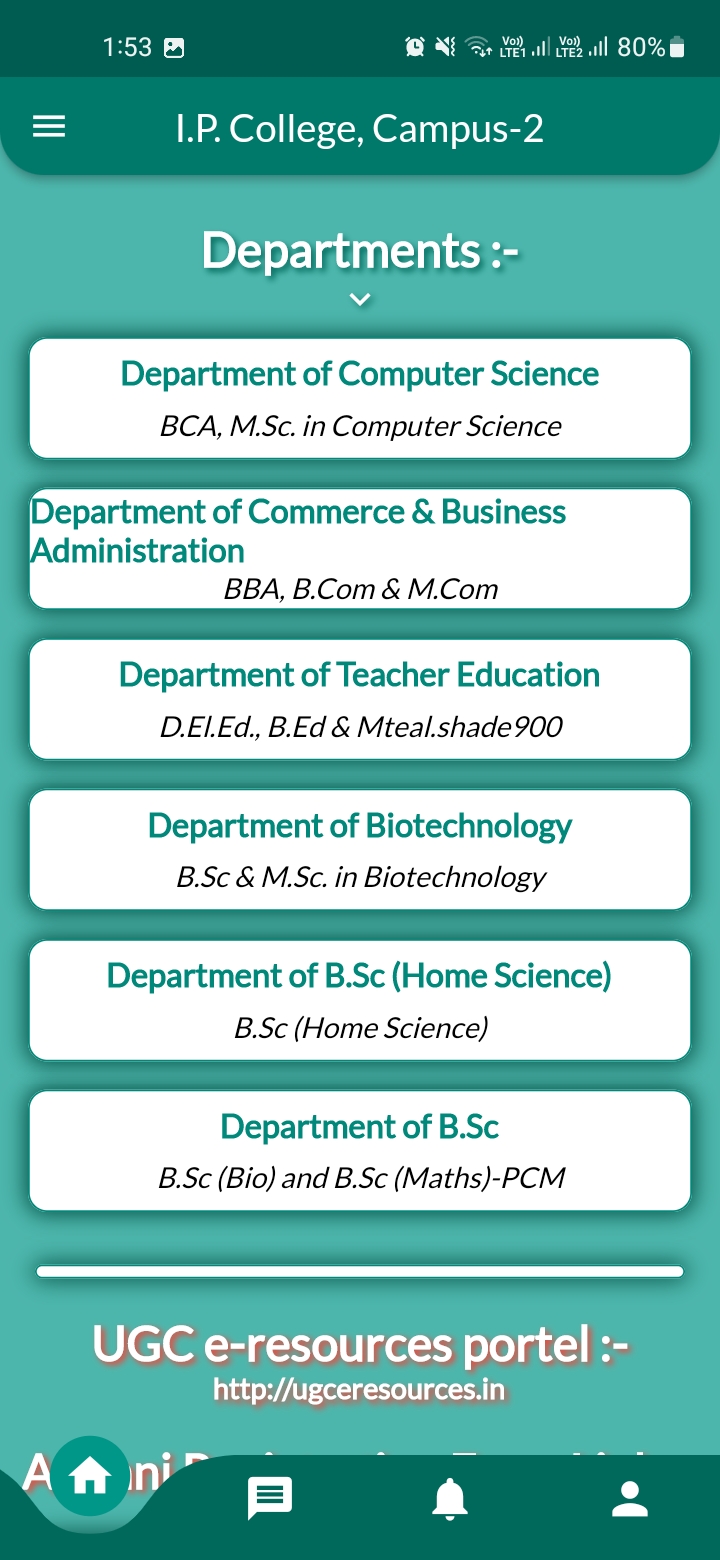 1:53
Vo))
LTE1
Vo))
LTE2
80%
I.P. College, Campus-2
Departments :-
Department of Computer Science
BCA, M.Sc. in Computer Science
Department of Commerce & Business
Administration
BBA, B.Com & M.Com
Department of Teacher Education
D.El.Ed., B.Ed & Mteal.shade900
Department of Biotechnology
B.Sc & M.Sc. in Biotechnology
Department of B.Sc (Home Science)
B.Sc (Home Science)
Department of B.Sc
B.Sc (Bio) and B.Sc (Maths)-PCM
UGC e-resources portel :-
http://ugceresources.in